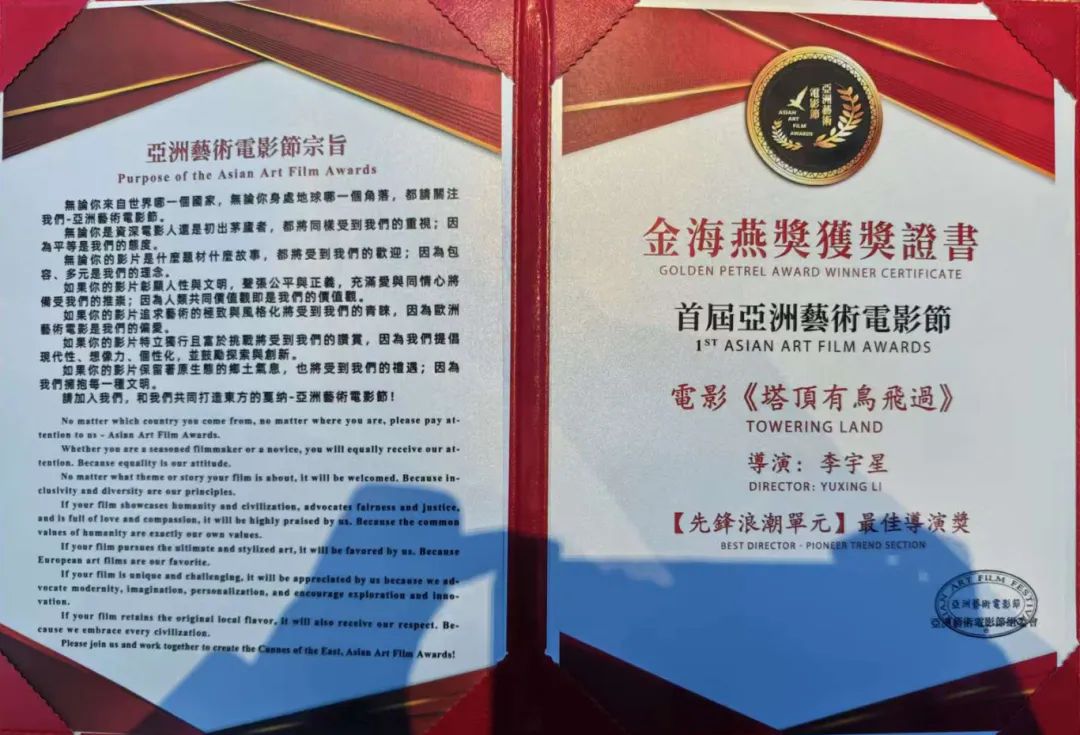 亞洲藝術電影節宗旨
Purpose of the Asian Art Film Awards
無論你來自世界哪一個國家，無論你身處地球哪一個角落，都請關注
我們-亞洲藝術電影節。
無論你是資深電影人還是初出茅廬者，都將同樣受到我們的重視；因
為平等是我們的態度。
無論你的影片是什麼題材什麼故事，都將受到我們的歡迎；因為包
容、多元是我們的理念。
如果你的影片彰顯人性與文明，聲張公平與正義，充滿愛與同情心將
備受我們的推崇；因為人類共同價值觀即是我們的價值觀。
如果你的影片追求藝術的極致與風格化將受到我們的青睞，因為歐洲
藝術電影是我們的偏愛。
如果你的影片特立獨行且富於挑戰將受到我們的讚賞，因為我們提倡
現代性、想像力、個性化，並鼓勵探索與創新。
如果你的影片保留著原生態的鄉土氣息，也將受到我們的禮遇；因為
我們擁抱每一種文明。
請加入我們，和我們共同打造東方的戛纳-亞洲藝術電影節！
No matter which country you come from, no matter where you are, please pay at-
tention to us - Asian Art Film Awards.
Whether you are a seasoned filmmaker or a novice, you will equally receive our at-
tention. Because equality is our attitude.
No matter what theme or story your film is about, it will be welcomed. Because in-
clusivity and diversity are our principles.
If your film showcases humanity and civilization, advocates fairness and justice,
and is full of love and compassion, it will be highly praised by us. Because the common
values of humanity are exactly our own values.
If your film pursues the ultimate and stylized art, it will be favored by us. Because
European art films are our favorite.
If your film is unique and challenging, it will be appreciated by us because we ad-
vocate modernity, imagination, personalization, and encourage exploration and inno-
vation.
If your film retains the original local flavor, it will also receive our respect. Be-
cause we embrace every civilization.
Please join us and work together to create the Cannes of the East, Asian Art Film Awards!
亞洲藝術
電影節
ASIAN
ART
FILM
AWARDS
金海燕獎獲獎證書
GOLDEN PETREL AWARD WINNER CERTIFICATE
首屆亞洲藝術電影節
1ST ASIAN ART FILM AWARDS
電影《塔頂有鳥飛過》
TOWERING LAND
導演：李宇星
DIRECTOR: YUXING LI
【先鋒浪潮單元】最佳導演獎
BEST DIRECTOR - PIONEER TREND SECTION
ASIAN ART FILM FESTIVAL
亞洲藝術電影節
亞洲藝術電影節組委會